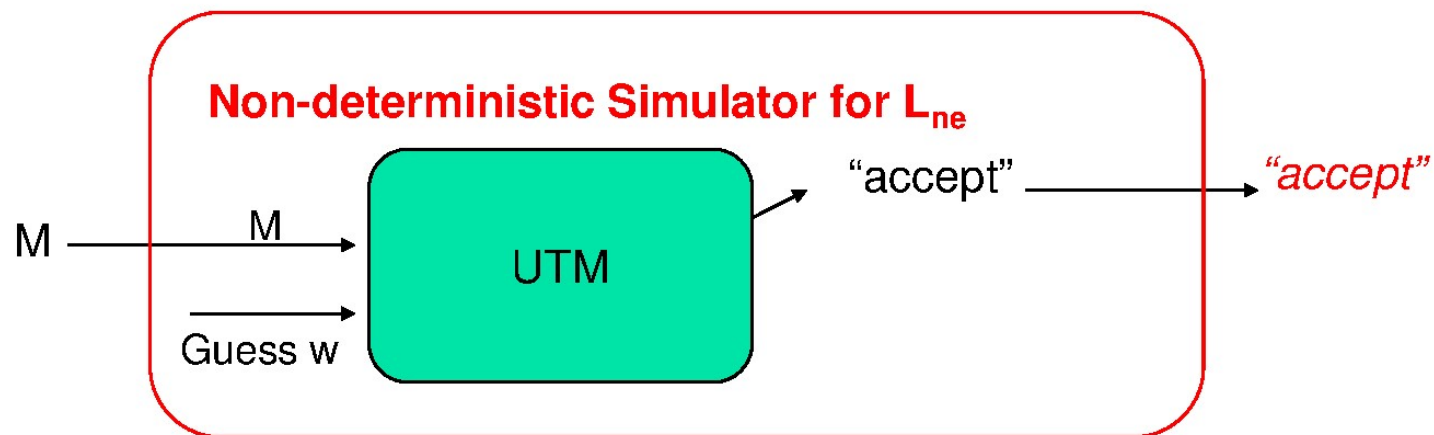 Non-deterministic Simulator for Lne
“accept”
“accept”
M
M
UTM
Guess w